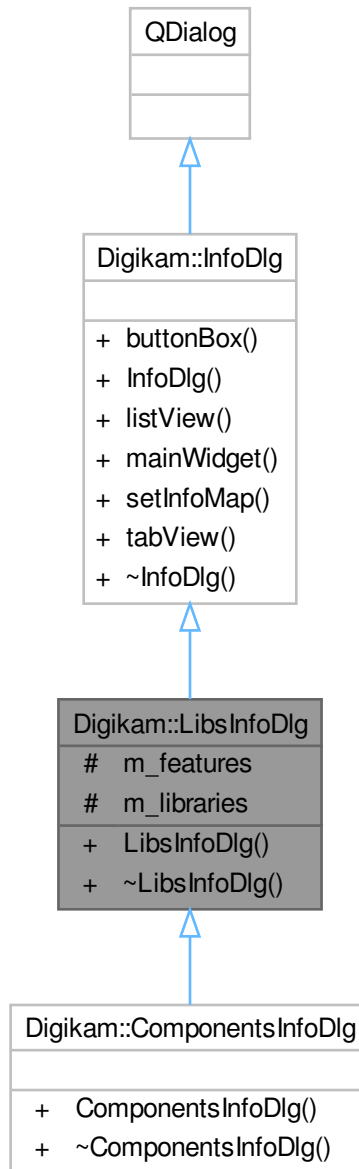 QDialog
Digikam::InfoDlg
+ buttonBox()
+ InfoDlg()
+ listView()
+ mainWidget()
+ setInfoMap()
+ tabView()
+ ~InfoDlg()
Digikam::LibsInfoDlg
# m_features
# m_libraries
+ LibsInfoDlg()
+ ~LibsInfoDlg()
Digikam::ComponentsInfoDlg
+ ComponentsInfoDlg()
+ ~ComponentsInfoDlg()